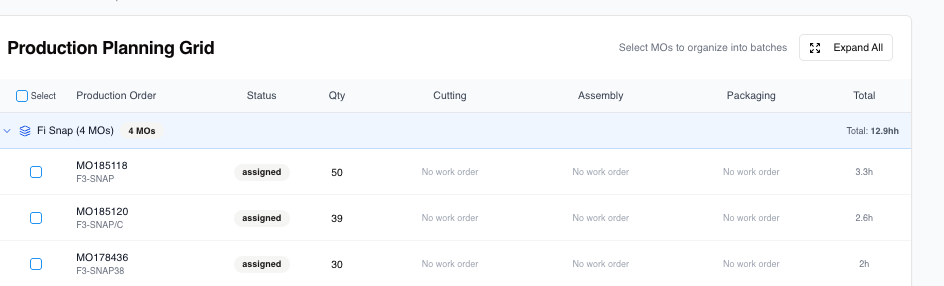 Production Planning Grid
Select MOs to organize into batches
Expand All
Select Production Order Status Qty Cutting Assembly Packaging Total
Fi Snap (4 MOs) 4 MOs Total: 12.9hh
MO185118
F3-SNAP
assigned 50 No work order No work order No work order 3.3h
MO185120
F3-SNAP/C
assigned 39 No work order No work order No work order 2.6h
MO178436
F3-SNAP38
assigned 30 No work order No work order No work order 2h